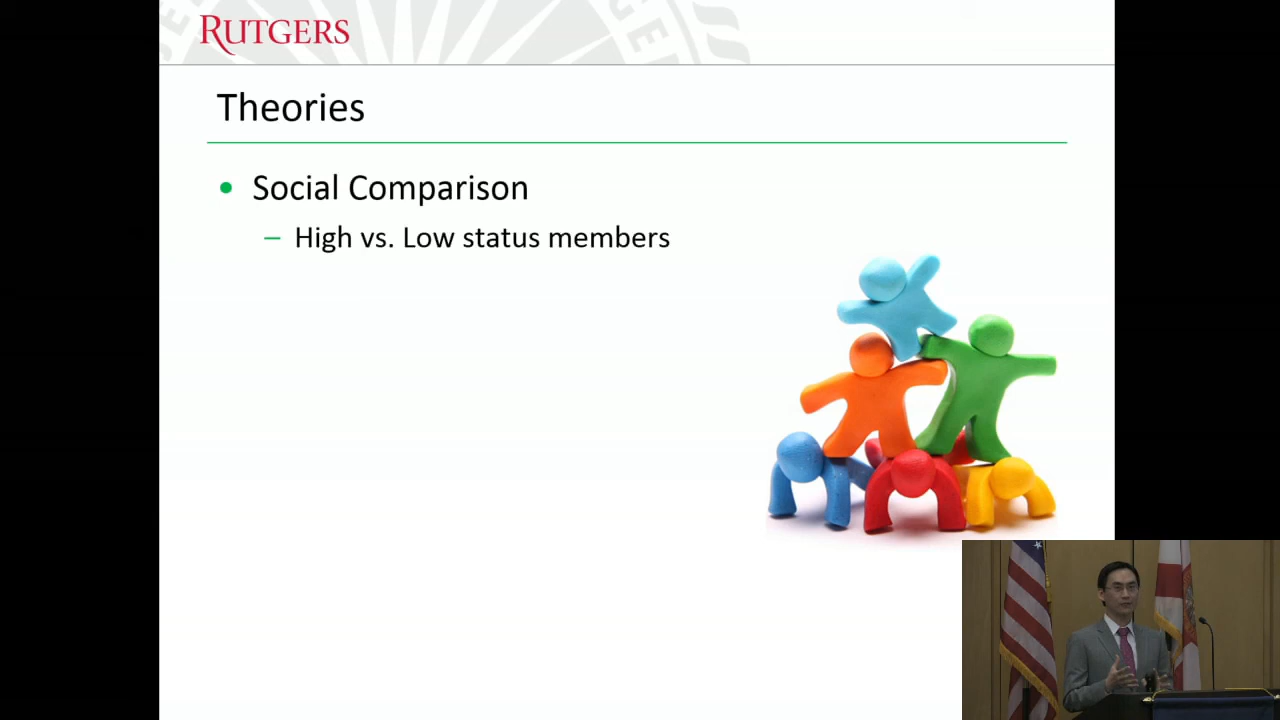 RUTGERS
Theories
• Social Comparison
– High vs. Low status members